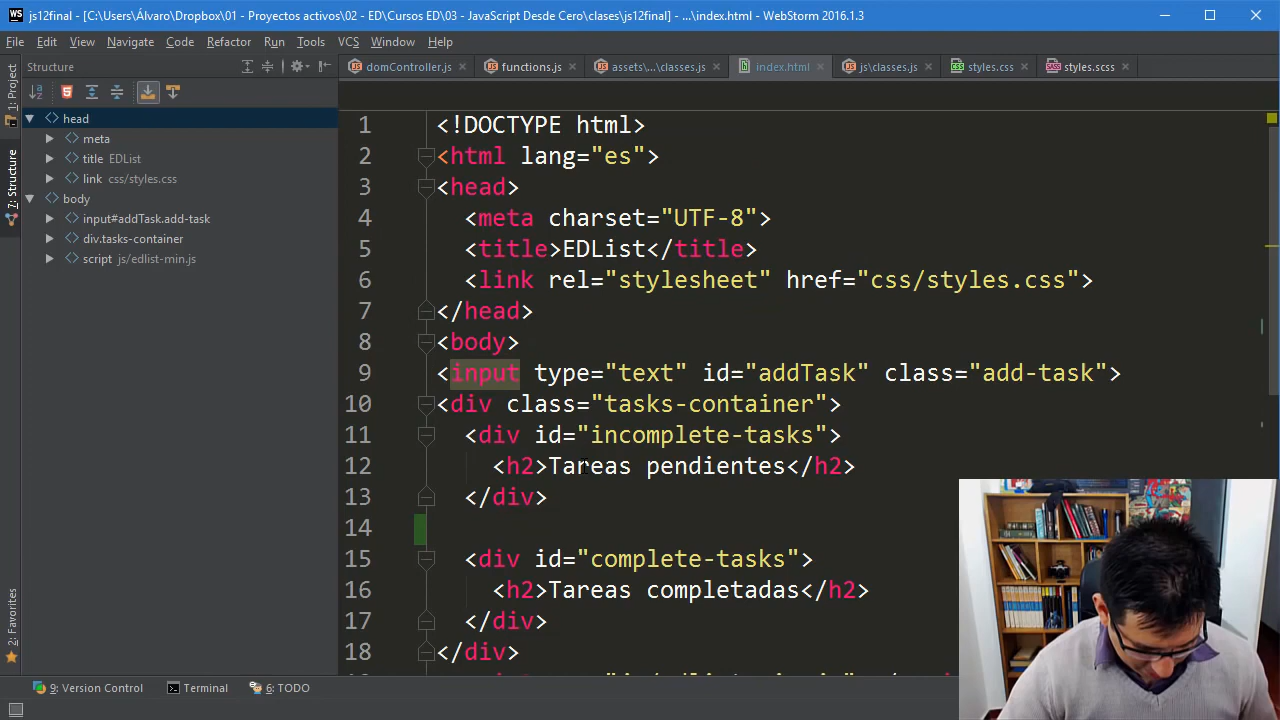 js12final - [C:\Users\Álvaro\Dropbox\01 - Proyectos activos\02 - ED\Cursos ED\03 - JavaScript Desde Cero\clases\js12final] - ...\index.html - WebStorm 2016.1.3
File Edit View Navigate Code Refactor Run Tools VCS Window Help
Structure
domController.js functions.js assets\...\classes.js index.html js\classes.js styles.css styles.scss
1: Project
7: Structure
2: Favorites
head
meta
title EDList
link css/styles.css
body
input#addTask.add-task
div.tasks-container
script js/edlist-min.js
1 <!DOCTYPE html>
2 <html lang="es">
3 <head>
4 <meta charset="UTF-8">
5 <title>EDList</title>
6 <link rel="stylesheet" href="css/styles.css">
7 </head>
8 <body>
9 <input type="text" id="addTask" class="add-task">
10 <div class="tasks-container">
11 <div id="incomplete-tasks">
12 <h2>Tareas pendientes</h2>
13 </div>
14
15 <div id="complete-tasks">
16 <h2>Tareas completadas</h2>
17 </div>
18 </div>
9: Version Control Terminal 6: TODO